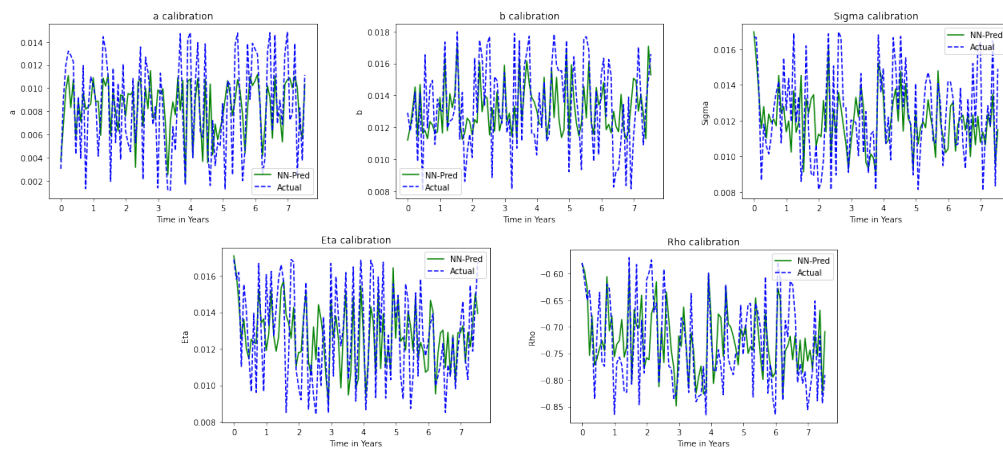 a calibration
a
0.014
0.012
0.010
0.008
0.006
0.004
0.002
0 1 2 3 4 5 6 7
Time in Years
NN-Pred
Actual
b calibration
b
0.018
0.016
0.014
0.012
0.010
0.008
0 1 2 3 4 5 6 7
Time in Years
NN-Pred
Actual
Sigma calibration
Sigma
0.016
0.014
0.012
0.010
0.008
0 1 2 3 4 5 6 7
Time in Years
NN-Pred
Actual
Eta calibration
Eta
0.016
0.014
0.012
0.010
0.008
0 1 2 3 4 5 6 7
Time in Years
NN-Pred
Actual
Rho calibration
Rho
−0.60
−0.65
−0.70
−0.75
−0.80
−0.85
0 1 2 3 4 5 6 7
Time in Years
NN-Pred
Actual